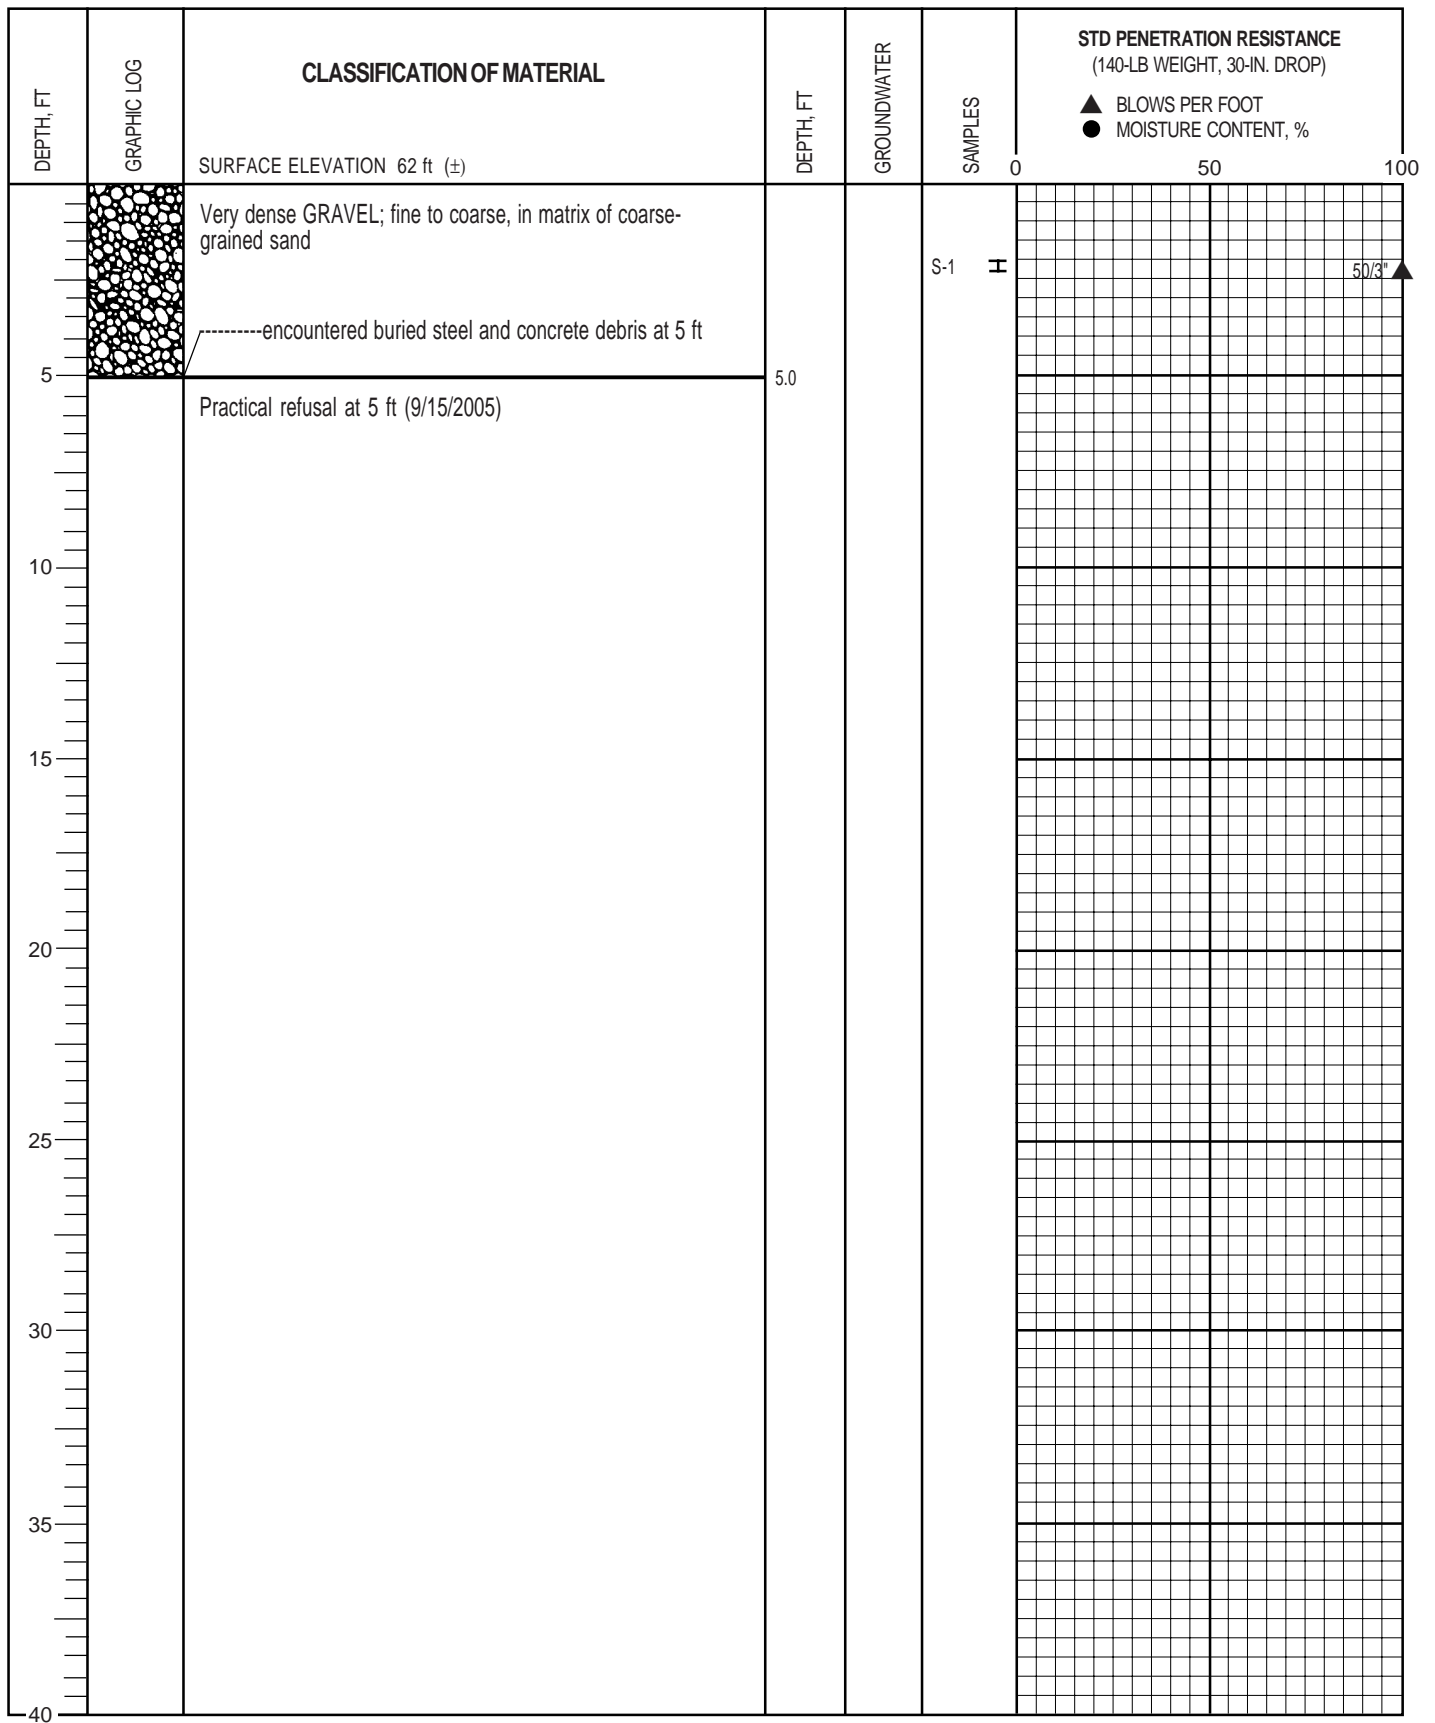 DEPTH, FT
GRAPHIC LOG
CLASSIFICATION OF MATERIAL
SURFACE ELEVATION 62 ft (±)
DEPTH, FT
GROUNDWATER
SAMPLES
STD PENETRATION RESISTANCE
(140-LB WEIGHT, 30-IN. DROP)
▲ BLOWS PER FOOT
● MOISTURE CONTENT, %
0 50 100
Very dense GRAVEL; fine to coarse, in matrix of coarse-
grained sand
S-1
50/3"
---------encountered buried steel and concrete debris at 5 ft
5
5.0
Practical refusal at 5 ft (9/15/2005)
10
15
20
25
30
35
40